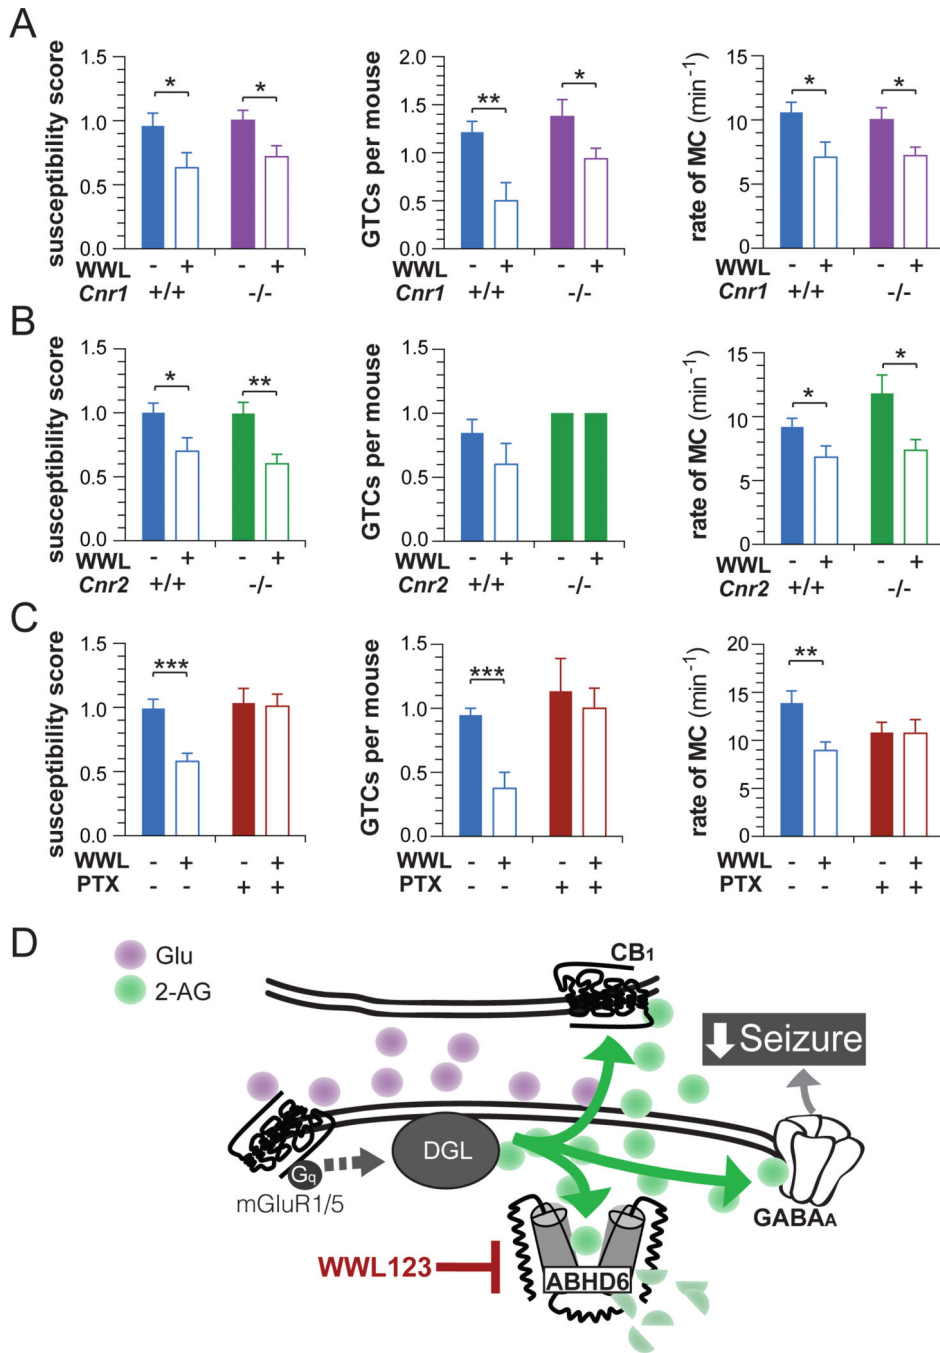 A
susceptibility score
1.5
1.0
0.5
0.0
* *
WWL - + - +
Cnr1 +/+ -/-
GTCs per mouse
2.0
1.5
1.0
0.5
0.0
** *
WWL - + - +
Cnr1 +/+ -/-
rate of MC (min-1)
15
10
5
0
* *
WWL - + - +
Cnr1 +/+ -/-
B
susceptibility score
1.5
1.0
0.5
0.0
* **
WWL - + - +
Cnr2 +/+ -/-
GTCs per mouse
1.5
1.0
0.5
0.0
WWL - + - +
Cnr2 +/+ -/-
rate of MC (min-1)
15
10
5
0
* *
WWL - + - +
Cnr2 +/+ -/-
C
susceptibility score
1.5
1.0
0.5
0.0
***
WWL - + - +
PTX - - + +
GTCs per mouse
1.5
1.0
0.5
0.0
***
WWL - + - +
PTX - - + +
rate of MC (min-1)
20
15
10
5
0
**
WWL - + - +
PTX - - + +
D
Glu
2-AG
CB1
Seizure
DGL
Gq
mGluR1/5
GABAA
WWL123
ABHD6